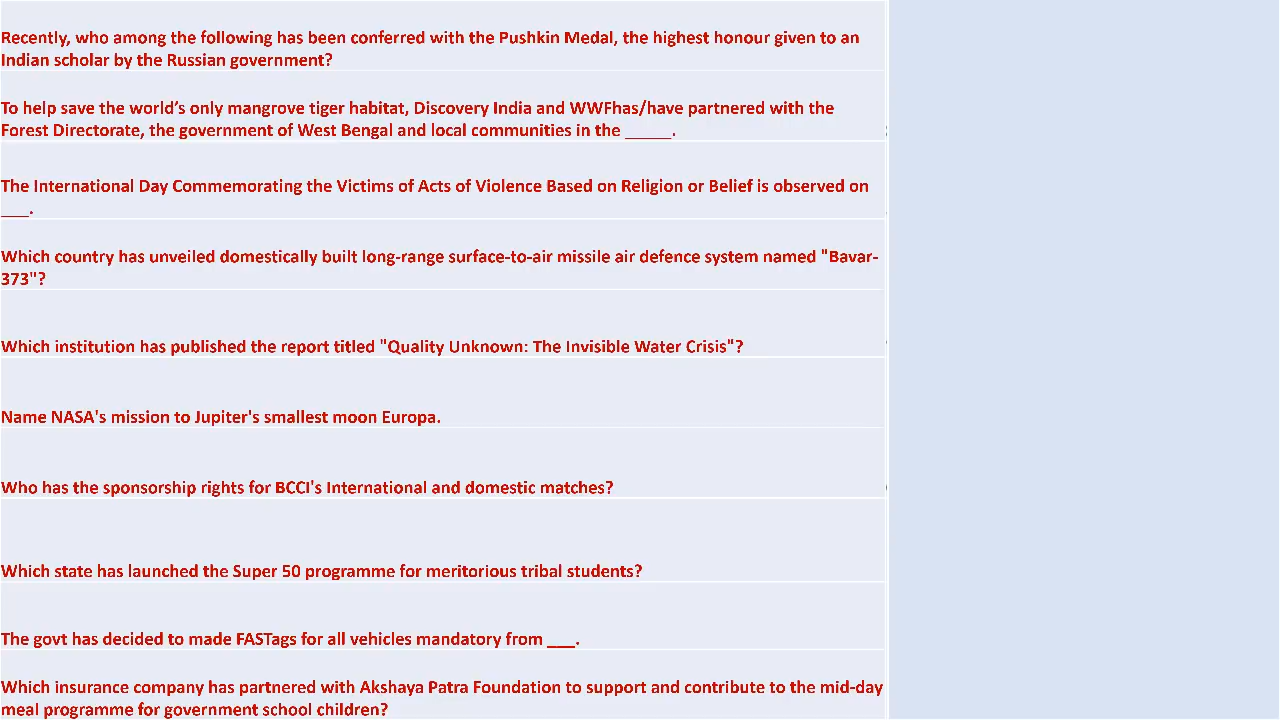 Recently, who among the following has been conferred with the Pushkin Medal, the highest honour given to an
Indian scholar by the Russian government?
To help save the world's only mangrove tiger habitat, Discovery India and WWFhas/have partnered with the
Forest Directorate, the government of West Bengal and local communities in the _____.
The International Day Commemorating the Victims of Acts of Violence Based on Religion or Belief is observed on
___.
Which country has unveiled domestically built long-range surface-to-air missile air defence system named "Bavar-
373"?
Which institution has published the report titled "Quality Unknown: The Invisible Water Crisis"?
Name NASA's mission to Jupiter's smallest moon Europa.
Who has the sponsorship rights for BCCI's International and domestic matches?
Which state has launched the Super 50 programme for meritorious tribal students?
The govt has decided to made FASTags for all vehicles mandatory from ___.
Which insurance company has partnered with Akshaya Patra Foundation to support and contribute to the mid-day
meal programme for government school children?